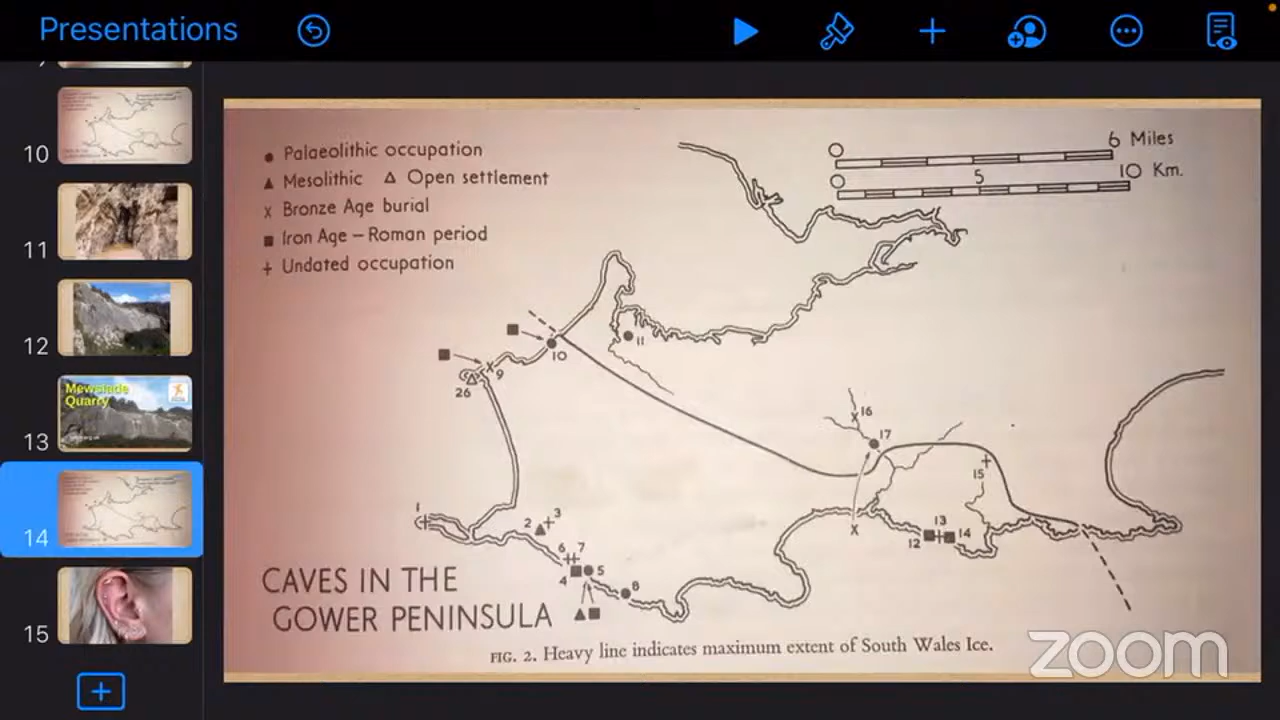 Presentations
10
11
12
Mewslade
Quarry
13
14
15
Palaeolithic occupation
Mesolithic Open settlement
Bronze Age burial
Iron Age – Roman period
Undated occupation
0 6 Miles
0 5 10 Km.
10
11
9
26
16
17
15
1
2
3
13
12
14
6 7
4
5
8
CAVES IN THE
GOWER PENINSULA
FIG. 2. Heavy line indicates maximum extent of South Wales Ice.
zoom